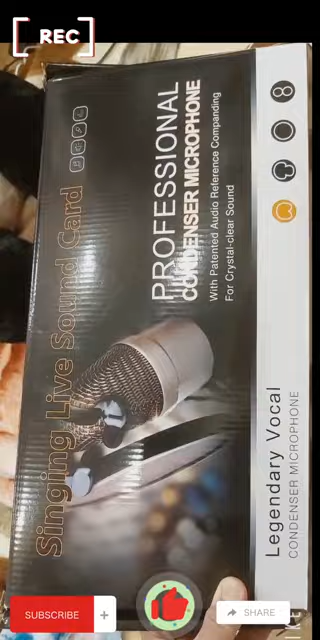 REC
Singing Live Sound Card
PROFESSIONAL
CONDENSER MICROPHONE
With Patented Audio Reference Companding
For Crystal-clear Sound
Legendary Vocal
CONDENSER MICROPHONE
SUBSCRIBE
+
SHARE